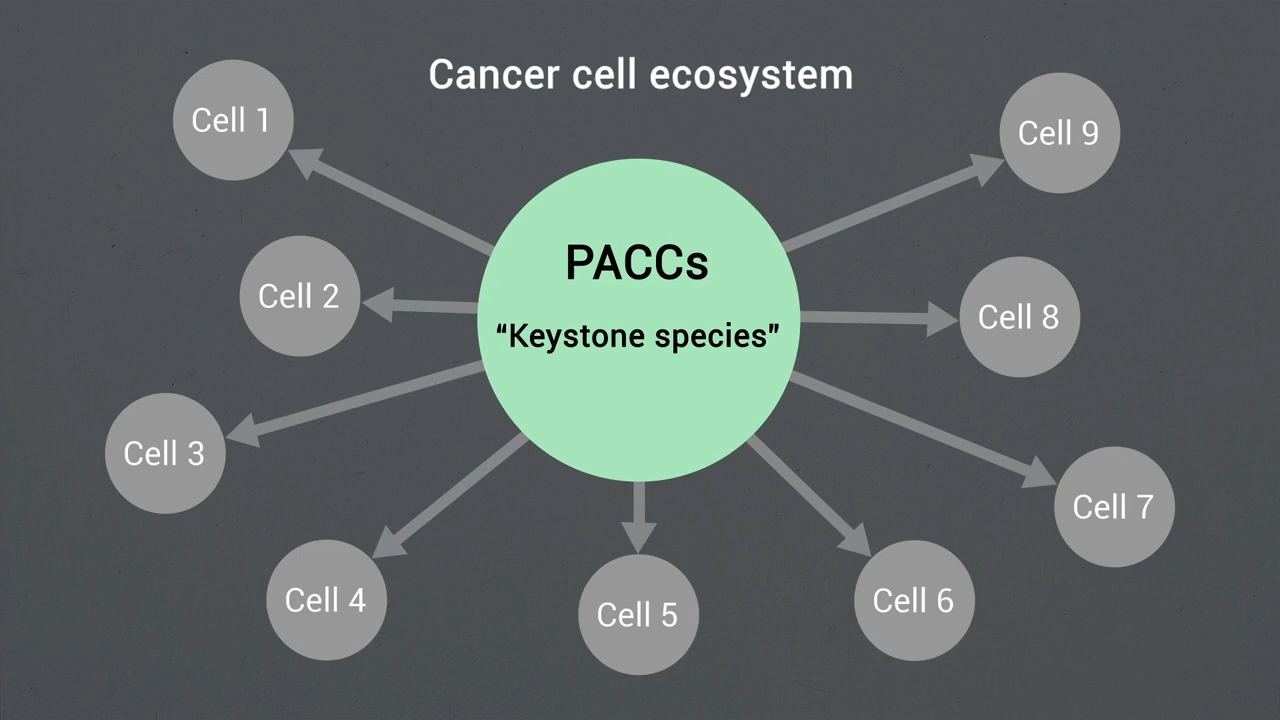 Cancer cell ecosystem
PACCs
“Keystone species”
Cell 1
Cell 2
Cell 3
Cell 4
Cell 5
Cell 6
Cell 7
Cell 8
Cell 9